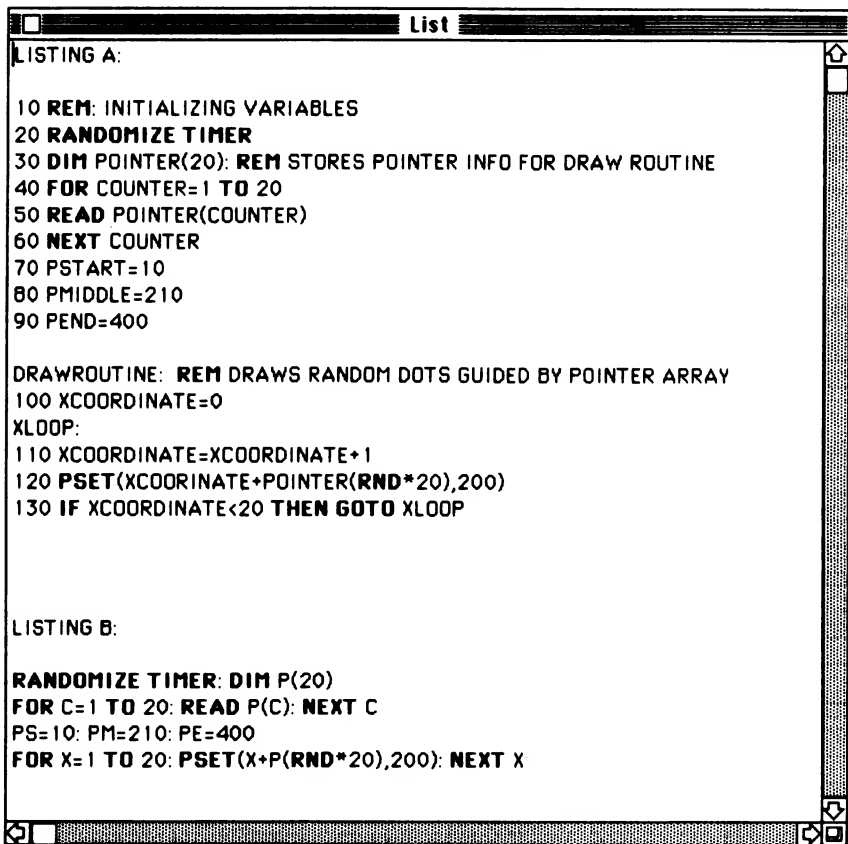 List
LISTING A:
10 REM: INITIALIZING VARIABLES
20 RANDOMIZE TIMER
30 DIM POINTER(20): REM STORES POINTER INFO FOR DRAW ROUTINE
40 FOR COUNTER=1 TO 20
50 READ POINTER(COUNTER)
60 NEXT COUNTER
70 PSTART=10
80 PMIDDLE=210
90 PEND=400
DRAWROUTINE: REM DRAWS RANDOM DOTS GUIDED BY POINTER ARRAY
100 XCOORDINATE=0
XLOOP:
110 XCOORDINATE=XCOORDINATE+1
120 PSET(XCOORINATE+POINTER(RND*20),200)
130 IF XCOORDINATE<20 THEN GOTO XLOOP
LISTING B:
RANDOMIZE TIMER: DIM P(20)
FOR C=1 TO 20: READ P(C): NEXT C
PS=10: PM=210: PE=400
FOR X=1 TO 20: PSET(X+P(RND*20),200): NEXT X